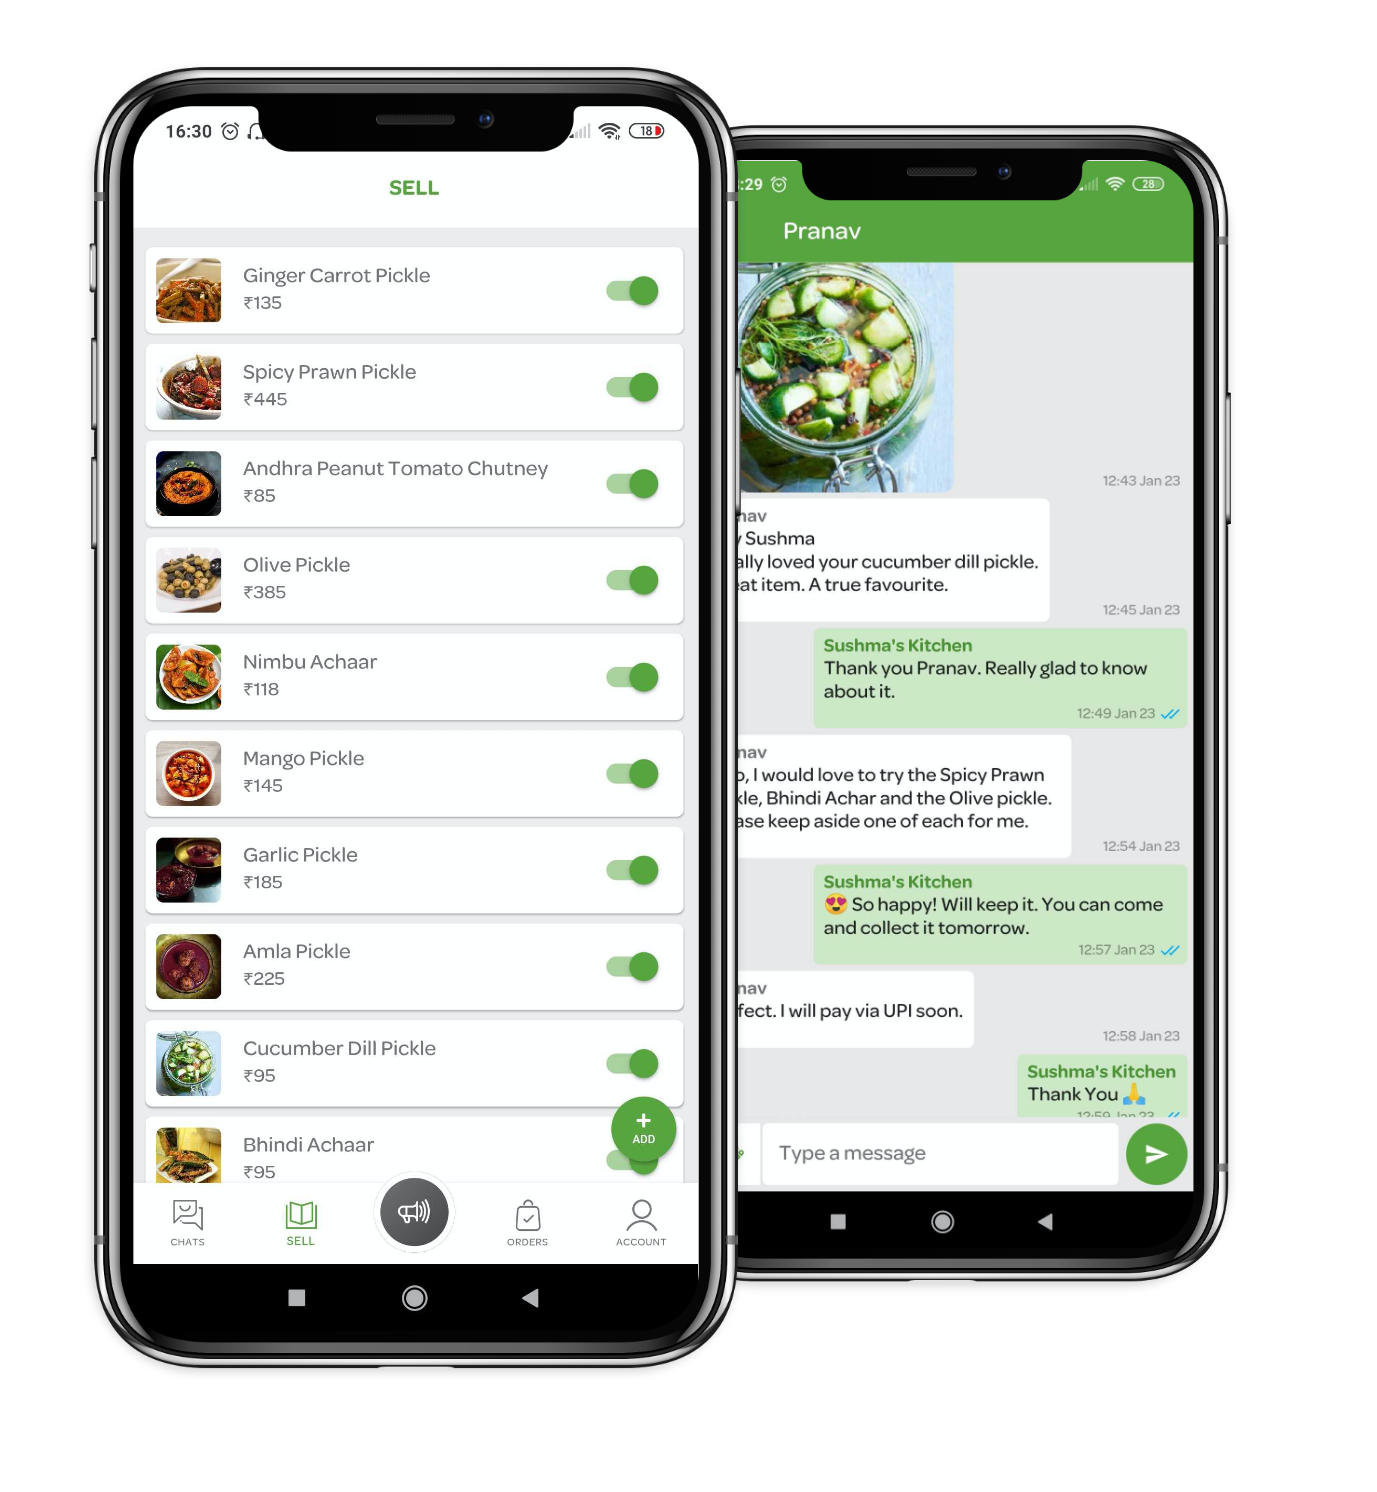 16:30
18
SELL
Ginger Carrot Pickle
₹135
Spicy Prawn Pickle
₹445
Andhra Peanut Tomato Chutney
₹85
Olive Pickle
₹385
Nimbu Achaar
₹118
Mango Pickle
₹145
Garlic Pickle
₹185
Amla Pickle
₹225
Cucumber Dill Pickle
₹95
Bhindi Achaar
₹95
+
ADD
CHATS
SELL
ORDERS
ACCOUNT
:29
28
Pranav
12:43 Jan 23
nav
Sushma
ally loved your cucumber dill pickle.
eat item. A true favourite.
12:45 Jan 23
Sushma's Kitchen
Thank you Pranav. Really glad to know
about it.
12:49 Jan 23
nav
o, I would love to try the Spicy Prawn
kle, Bhindi Achar and the Olive pickle.
ase keep aside one of each for me.
12:54 Jan 23
Sushma's Kitchen
😍 So happy! Will keep it. You can come
and collect it tomorrow.
12:57 Jan 23
nav
fect. I will pay via UPI soon.
12:58 Jan 23
Sushma's Kitchen
Thank You 🙏
12:59 Jan 23
Type a message